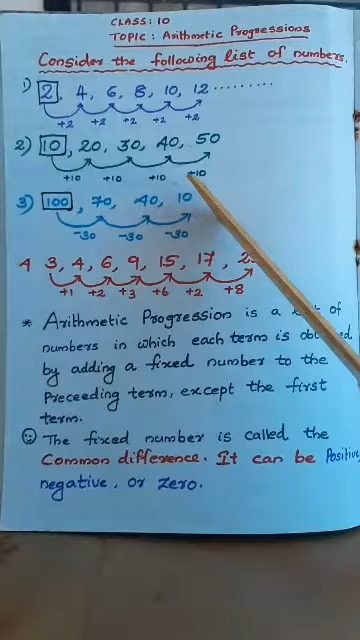 CLASS: 10
TOPIC: Arithmetic Progressions
Consider the following list of numbers.
1) 2, 4, 6, 8, 10, 12..........
+2 +2 +2 +2 +2
2) 10, 20, 30, 40, 50
+10 +10 +10 +10
3) 100, 70, 40, 10
-30 -30 -30
4 3, 4, 6, 9, 15, 17,
+1 +2 +3 +6 +2 +8
* Arithmetic Progression is a of
numbers in which each term is
by adding a fixed number to the
Preceeding term, except the first
term.
The fixed number is called the
Common difference. It can be Positive,
negative, or Zero.